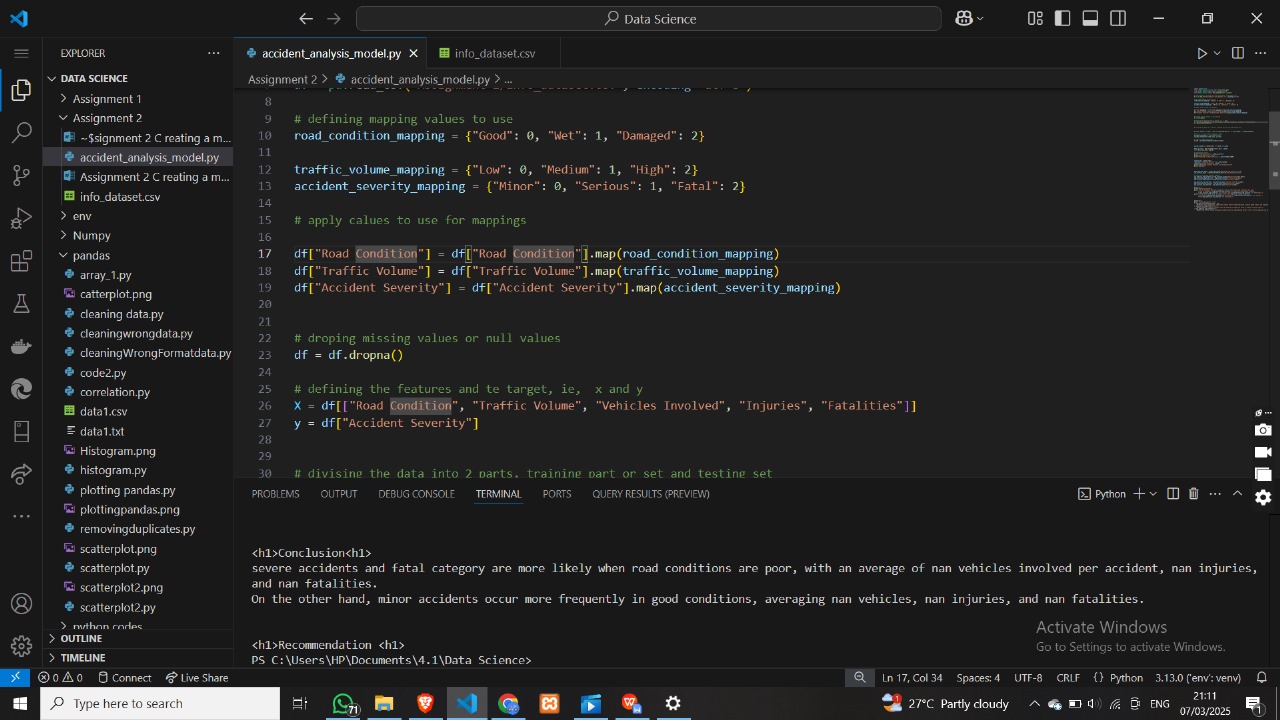 Data Science
EXPLORER
DATA SCIENCE
Assignment 1
Assignment 2
~$signment 2 C reating a m...
accident_analysis_model.py
Assignment 2 C reating a m...
info_dataset.csv
env
Numpy
pandas
array_1.py
catterplot.png
cleaning data.py
cleaningwrongdata.py
cleaningWrongFormatdata.py
code2.py
correlation.py
data1.csv
data1.txt
Histogram.png
histogram.py
plotting pandas.py
plottingpandas.png
removingduplicates.py
scatterplot.png
scatterplot.py
scatterplot2.png
scatterplot2.py
python codes
OUTLINE
TIMELINE
accident_analysis_model.py
info_dataset.csv
Assignment 2 > accident_analysis_model.py > ...
8
9 # defining mapping values to numbers
10 road_condition_mapping = {"Good": 0, "Wet": 1, "Damaged": 2}
11
12 traffic_volume_mapping = {"Low": 0, "Medium": 1, "High": 2}
13 accident_severity_mapping = {"Minor": 0, "Serious": 1, "Fatal": 2}
14
15 # apply calues to use for mappings
16
17 df["Road Condition"] = df["Road Condition"].map(road_condition_mapping)
18 df["Traffic Volume"] = df["Traffic Volume"].map(traffic_volume_mapping)
19 df["Accident Severity"] = df["Accident Severity"].map(accident_severity_mapping)
20
21
22 # droping missing values or null values
23 df = df.dropna()
24
25 # defining the features and te target, ie,  x and y
26 X = df[["Road Condition", "Traffic Volume", "Vehicles Involved", "Injuries", "Fatalities"]]
27 y = df["Accident Severity"]
28
29
30 # divising the data into 2 parts. training part or set and testing set
PROBLEMS OUTPUT DEBUG CONSOLE TERMINAL PORTS QUERY RESULTS (PREVIEW)
Python
<h1>Conclusion<h1>
severe accidents and fatal category are more likely when road conditions are poor, with an average of nan vehicles involved per accident, nan injuries,
and nan fatalities.
On the other hand, minor accidents occur more frequently in good conditions, averaging nan vehicles, nan injuries, and nan fatalities.
<h1>Recommendation <h1>
PS C:\Users\HP\Documents\4.1\Data Science>
Activate Windows
Go to Settings to activate Windows.
0 0 Connect Live Share
Ln 17, Col 34 Spaces: 4 UTF-8 CRLF {} Python 3.13.0 ('env': venv)
Type here to search
71
27°C Partly cloudy
ENG
21:11
07/03/2025